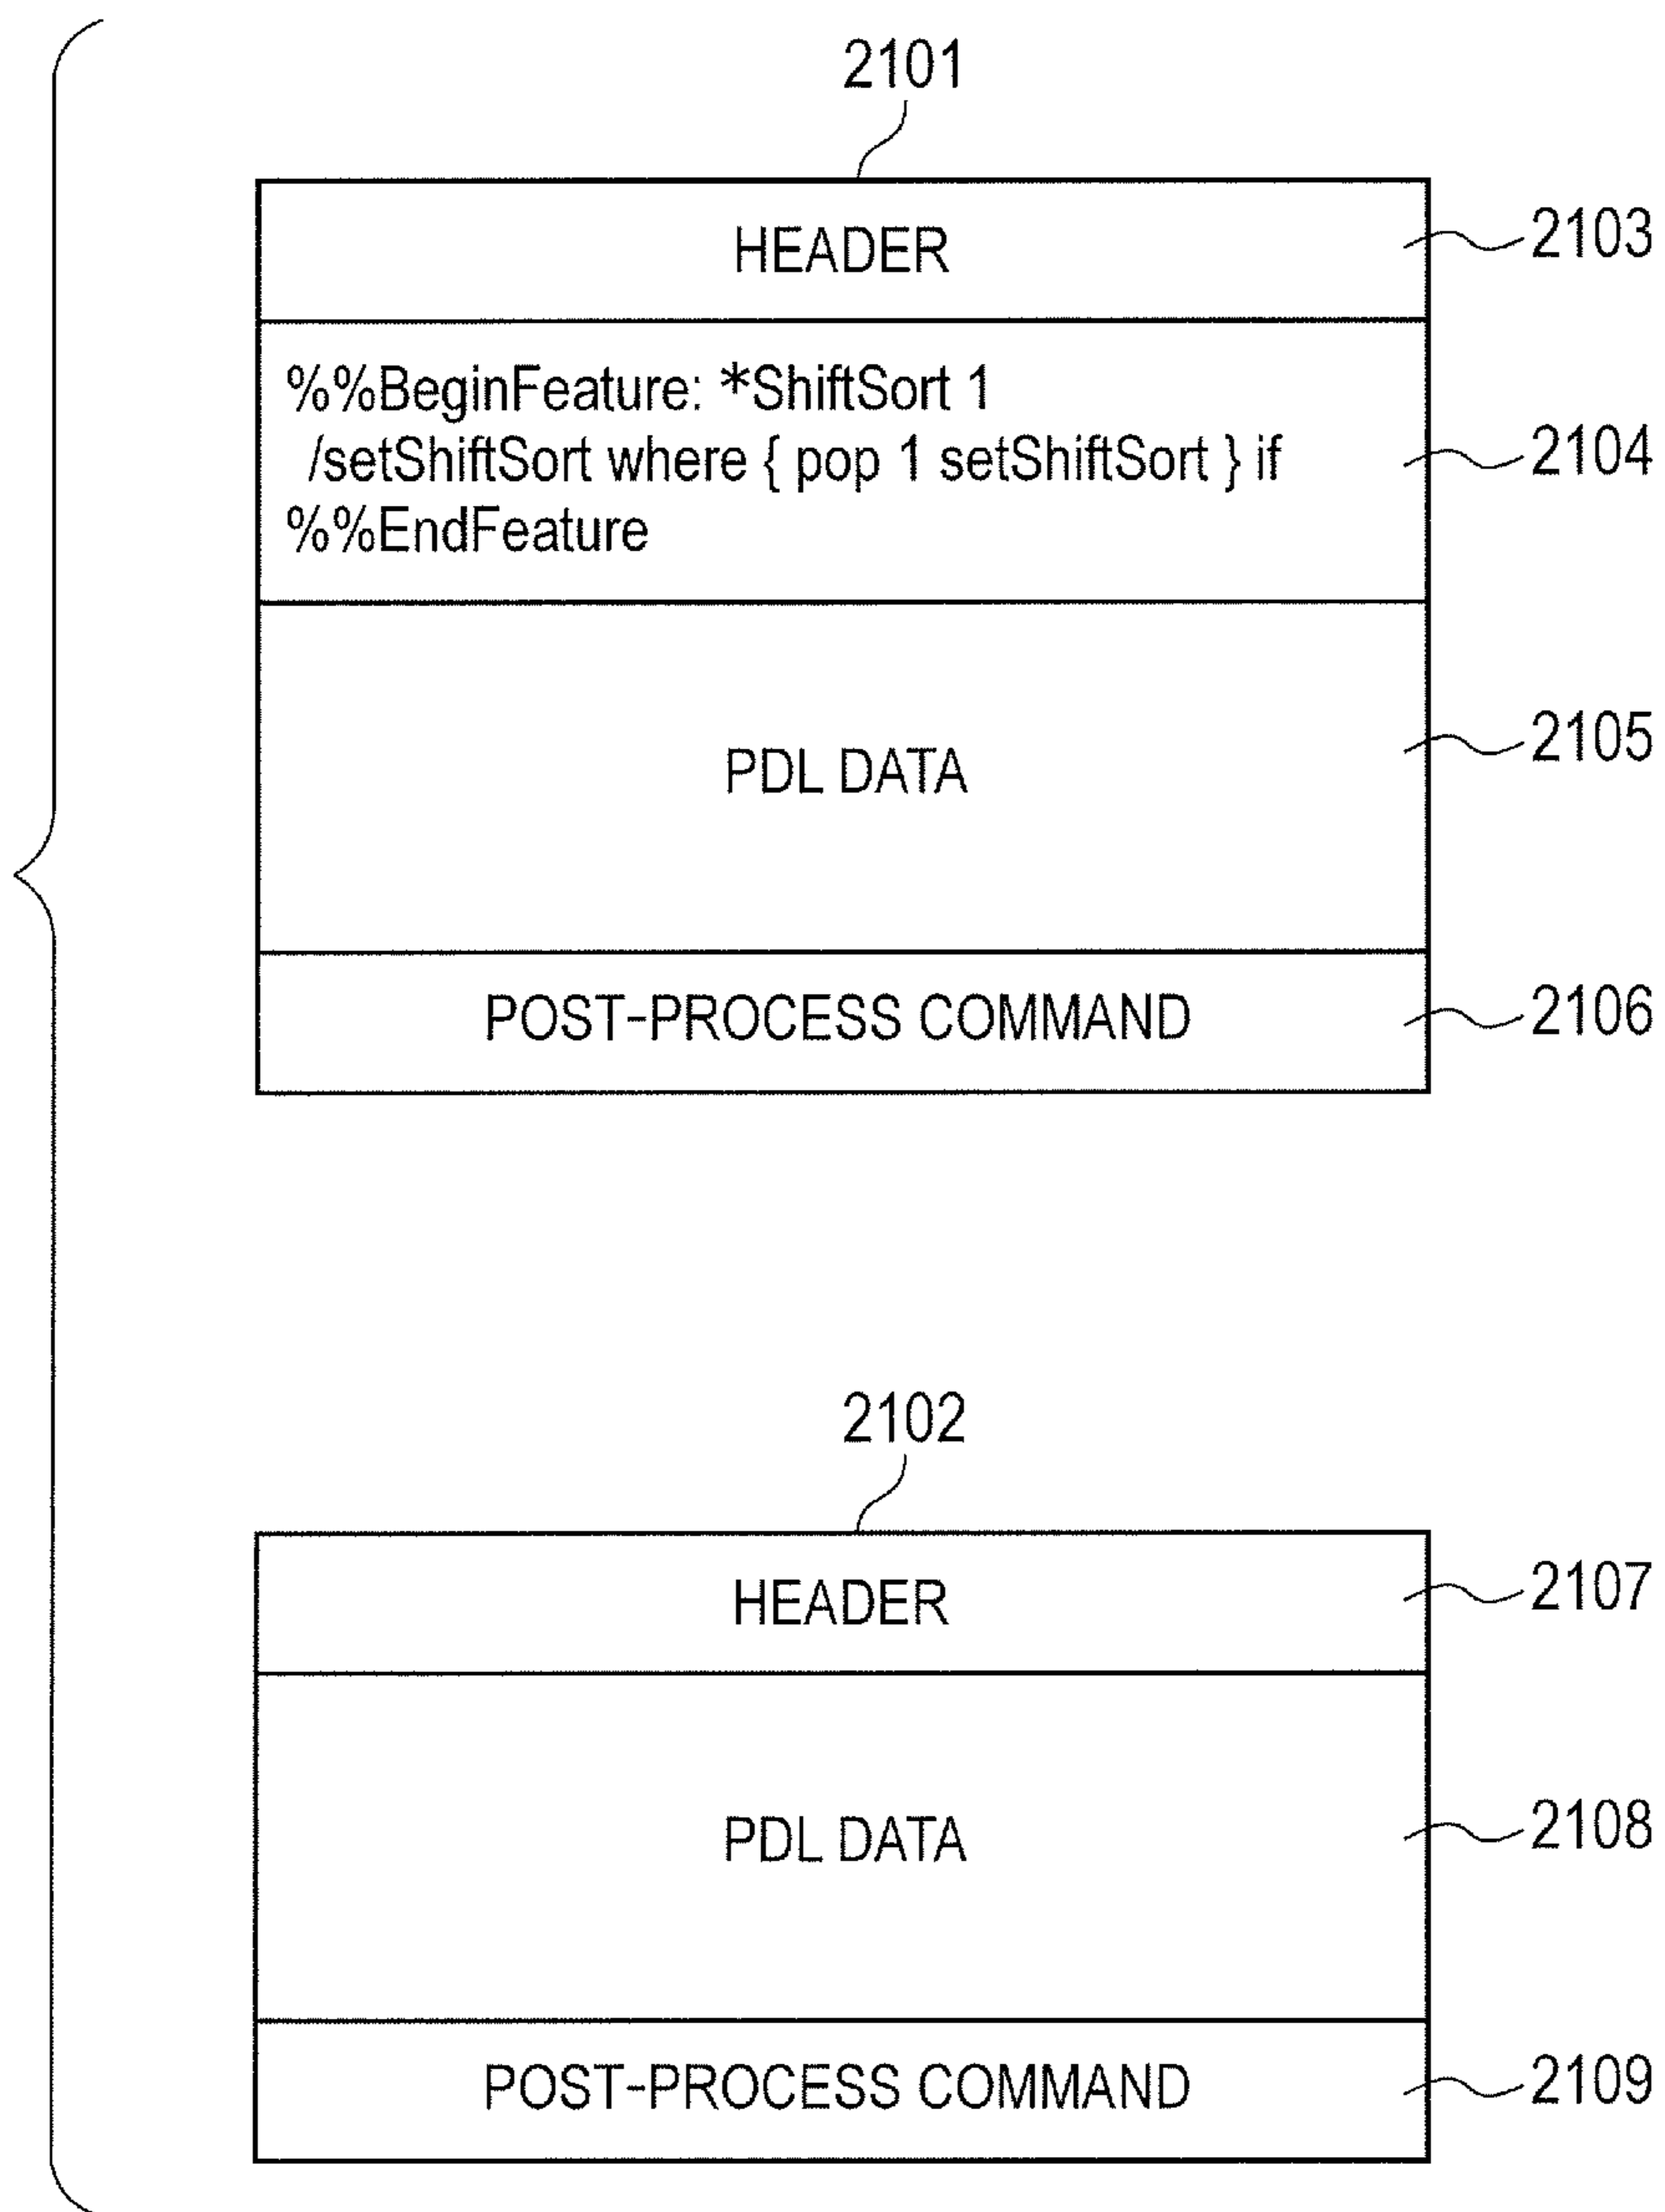 2101
HEADER
2103
%%BeginFeature: *ShiftSort 1
/setShiftSort where { pop 1 setShiftSort } if
%%EndFeature
2104
PDL DATA
2105
POST-PROCESS COMMAND
2106
2102
HEADER
2107
PDL DATA
2108
POST-PROCESS COMMAND
2109